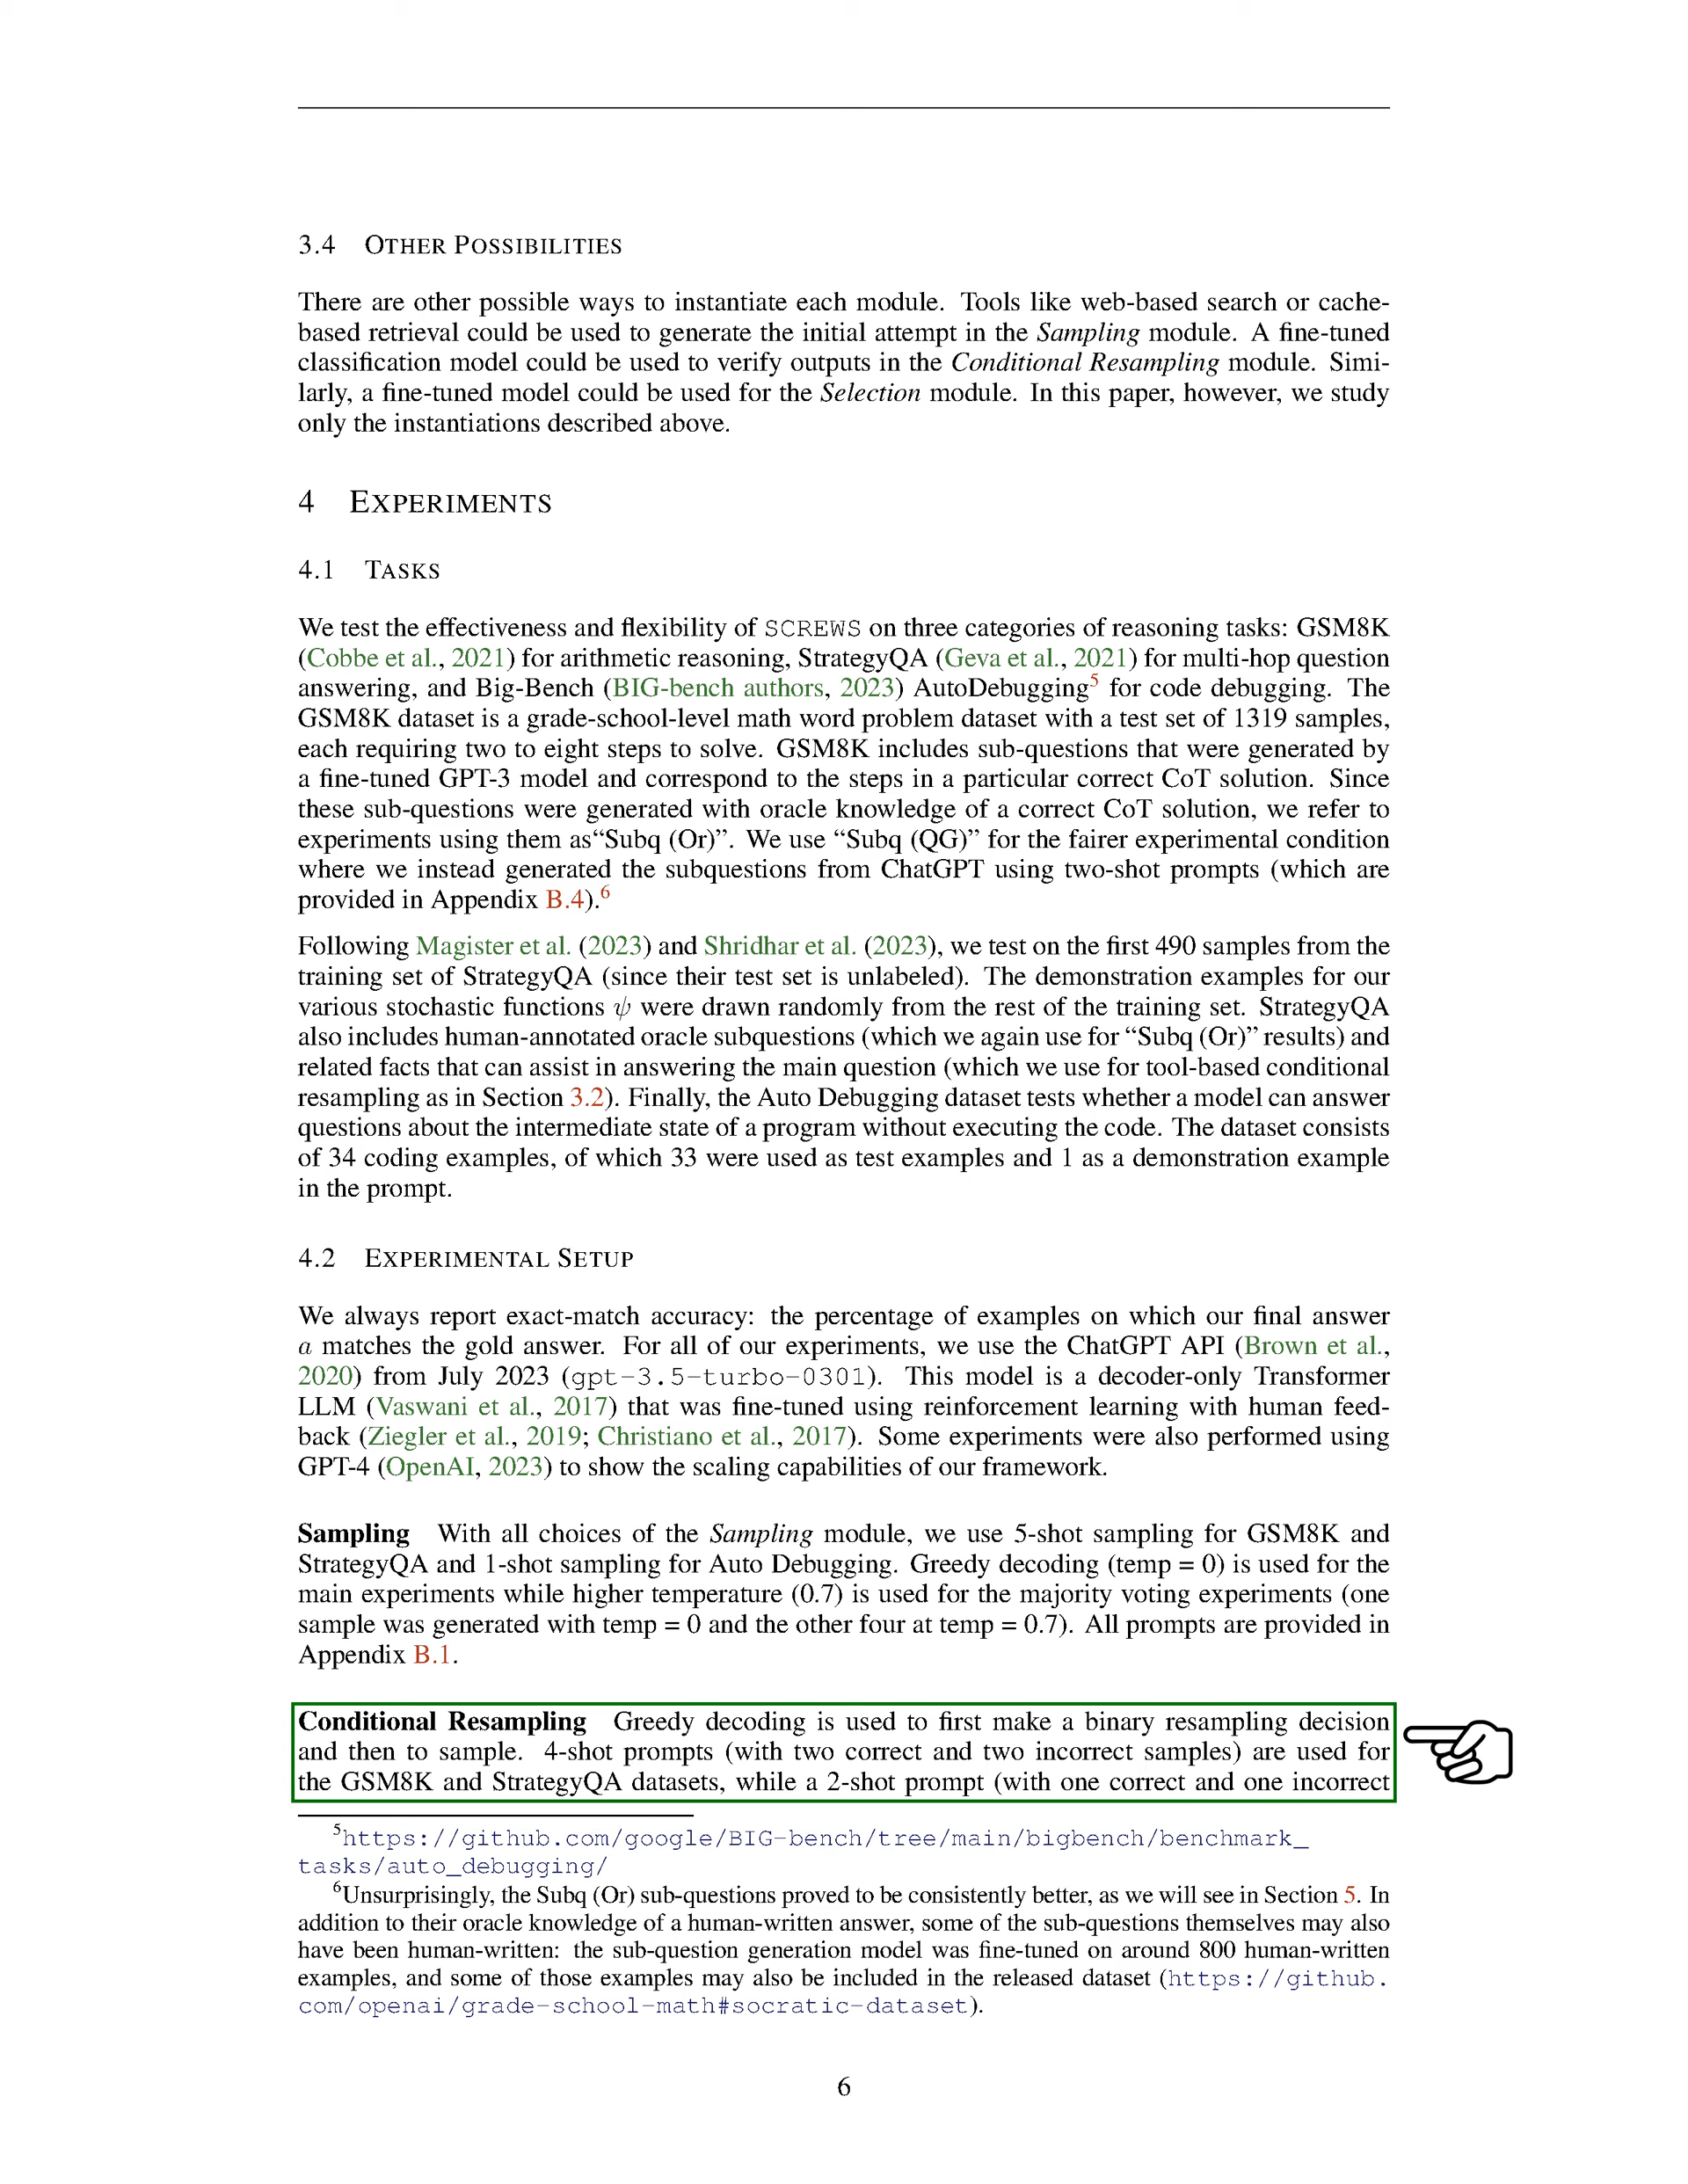 3.4 OTHER POSSIBILITIES
There are other possible ways to instantiate each module. Tools like web-based search or cache-
based retrieval could be used to generate the initial attempt in the Sampling module. A fine-tuned
classification model could be used to verify outputs in the Conditional Resampling module. Simi-
larly, a fine-tuned model could be used for the Selection module. In this paper, however, we study
only the instantiations described above.
4 EXPERIMENTS
4.1 TASKS
We test the effectiveness and flexibility of SCREWS on three categories of reasoning tasks: GSM8K
(Cobbe et al., 2021) for arithmetic reasoning, StrategyQA (Geva et al., 2021) for multi-hop question
answering, and Big-Bench (BIG-bench authors, 2023) AutoDebugging⁵ for code debugging. The
GSM8K dataset is a grade-school-level math word problem dataset with a test set of 1319 samples,
each requiring two to eight steps to solve. GSM8K includes sub-questions that were generated by
a fine-tuned GPT-3 model and correspond to the steps in a particular correct CoT solution. Since
these sub-questions were generated with oracle knowledge of a correct CoT solution, we refer to
experiments using them as“Subq (Or)”. We use “Subq (QG)” for the fairer experimental condition
where we instead generated the subquestions from ChatGPT using two-shot prompts (which are
provided in Appendix B.4).⁶
Following Magister et al. (2023) and Shridhar et al. (2023), we test on the first 490 samples from the
training set of StrategyQA (since their test set is unlabeled). The demonstration examples for our
various stochastic functions ψ were drawn randomly from the rest of the training set. StrategyQA
also includes human-annotated oracle subquestions (which we again use for “Subq (Or)” results) and
related facts that can assist in answering the main question (which we use for tool-based conditional
resampling as in Section 3.2). Finally, the Auto Debugging dataset tests whether a model can answer
questions about the intermediate state of a program without executing the code. The dataset consists
of 34 coding examples, of which 33 were used as test examples and 1 as a demonstration example
in the prompt.
4.2 EXPERIMENTAL SETUP
We always report exact-match accuracy: the percentage of examples on which our final answer
a matches the gold answer. For all of our experiments, we use the ChatGPT API (Brown et al.,
2020) from July 2023 (gpt-3.5-turbo-0301). This model is a decoder-only Transformer
LLM (Vaswani et al., 2017) that was fine-tuned using reinforcement learning with human feed-
back (Ziegler et al., 2019; Christiano et al., 2017). Some experiments were also performed using
GPT-4 (OpenAI, 2023) to show the scaling capabilities of our framework.
Sampling With all choices of the Sampling module, we use 5-shot sampling for GSM8K and
StrategyQA and 1-shot sampling for Auto Debugging. Greedy decoding (temp = 0) is used for the
main experiments while higher temperature (0.7) is used for the majority voting experiments (one
sample was generated with temp = 0 and the other four at temp = 0.7). All prompts are provided in
Appendix B.1.
Conditional Resampling Greedy decoding is used to first make a binary resampling decision
and then to sample. 4-shot prompts (with two correct and two incorrect samples) are used for
the GSM8K and StrategyQA datasets, while a 2-shot prompt (with one correct and one incorrect
⁵https://github.com/google/BIG-bench/tree/main/bigbench/benchmark_
tasks/auto_debugging/
⁶Unsurprisingly, the Subq (Or) sub-questions proved to be consistently better, as we will see in Section 5. In
addition to their oracle knowledge of a human-written answer, some of the sub-questions themselves may also
have been human-written: the sub-question generation model was fine-tuned on around 800 human-written
examples, and some of those examples may also be included in the released dataset (https://github.
com/openai/grade-school-math#socratic-dataset).
6